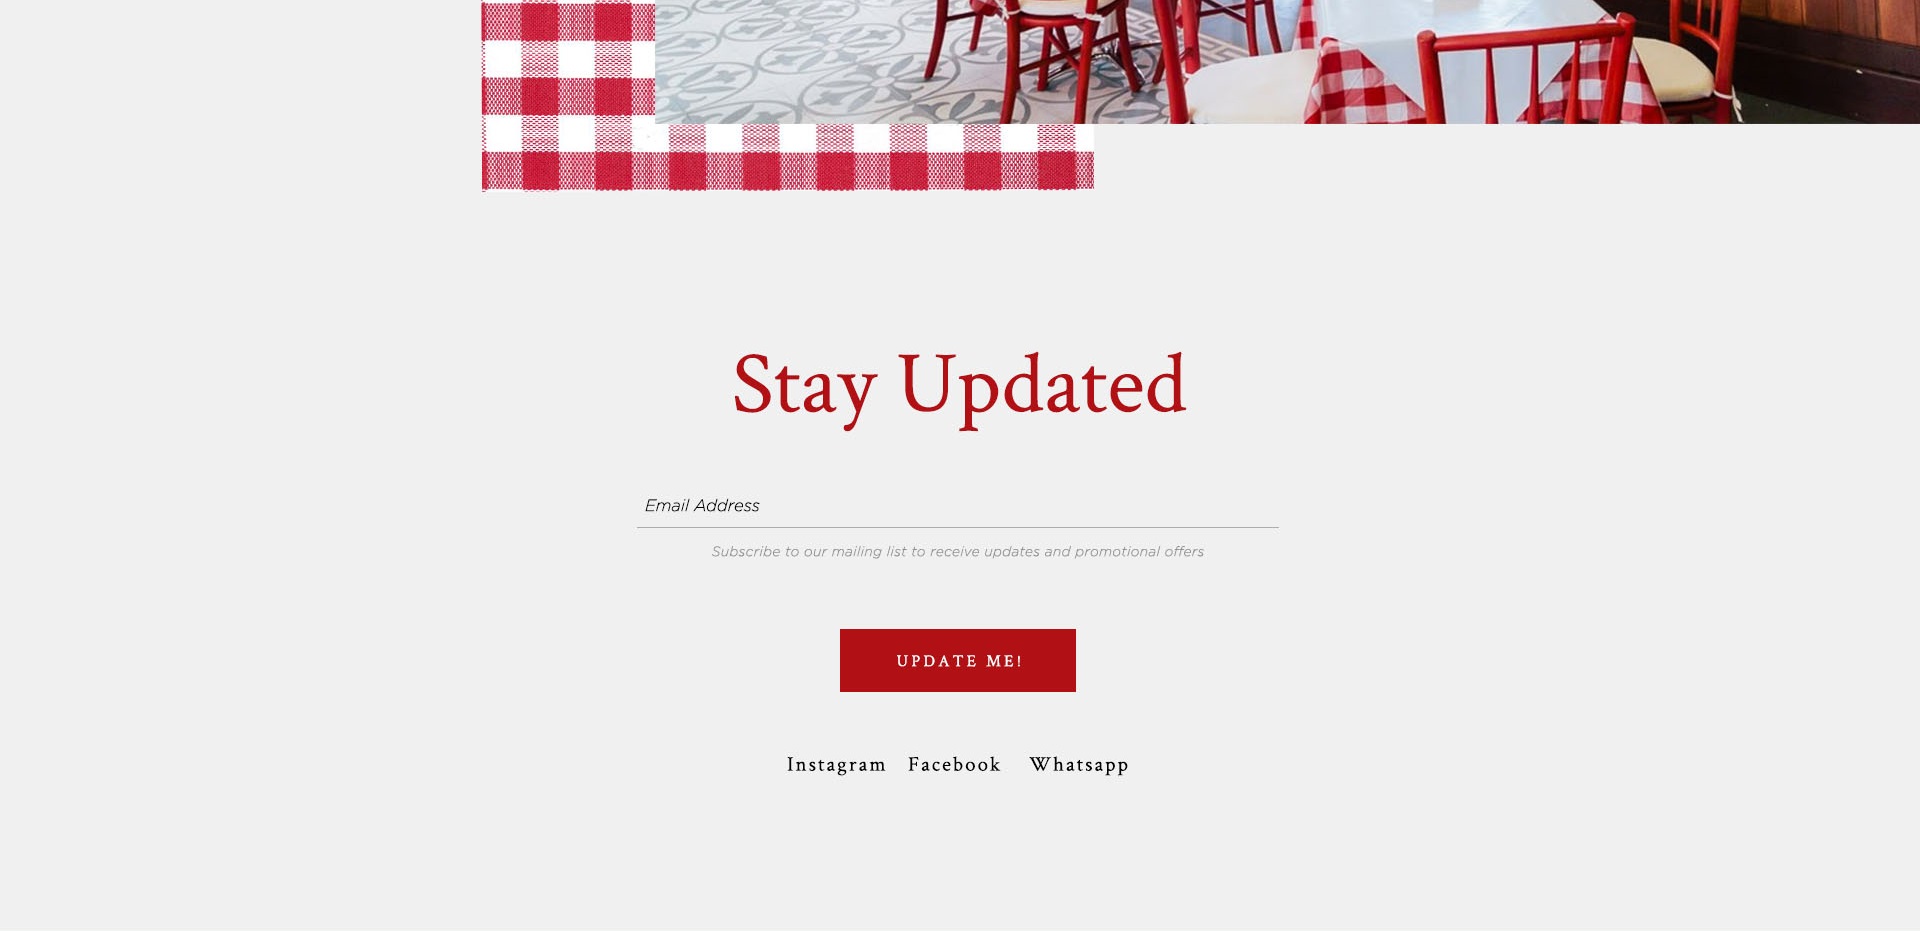 Stay Updated
Email Address
Subscribe to our mailing list to receive updates and promotional offers
UPDATE ME!
Instagram Facebook Whatsapp